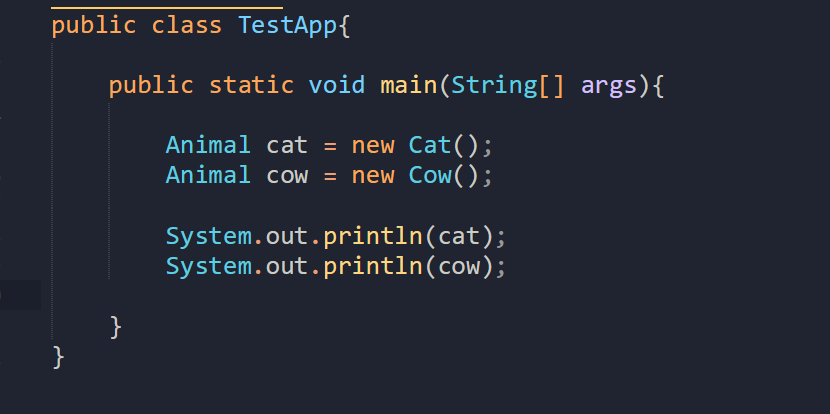 public class TestApp{
public static void main(String[] args){
Animal cat = new Cat();
Animal cow = new Cow();
System.out.println(cat);
System.out.println(cow);
}
}